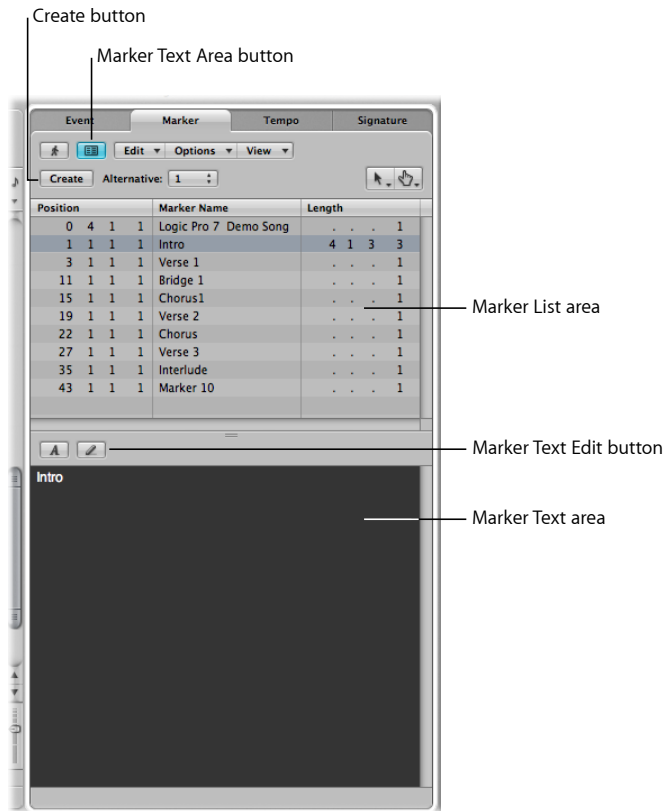 Create button
Marker Text Area button
Event Marker Tempo Signature
Edit Options View
Create Alternative: 1
Position Marker Name Length
0 4 1 1 Logic Pro 7 Demo Song . . . 1
1 1 1 1 Intro 4 1 3 3
3 1 1 1 Verse 1 . . . 1
11 1 1 1 Bridge 1 . . . 1
15 1 1 1 Chorus1 . . . 1
19 1 1 1 Verse 2 . . . 1
22 1 1 1 Chorus . . . 1
27 1 1 1 Verse 3 . . . 1
35 1 1 1 Interlude . . . 1
43 1 1 1 Marker 10 . . . 1
Marker List area
A
Marker Text Edit button
Intro
Marker Text area